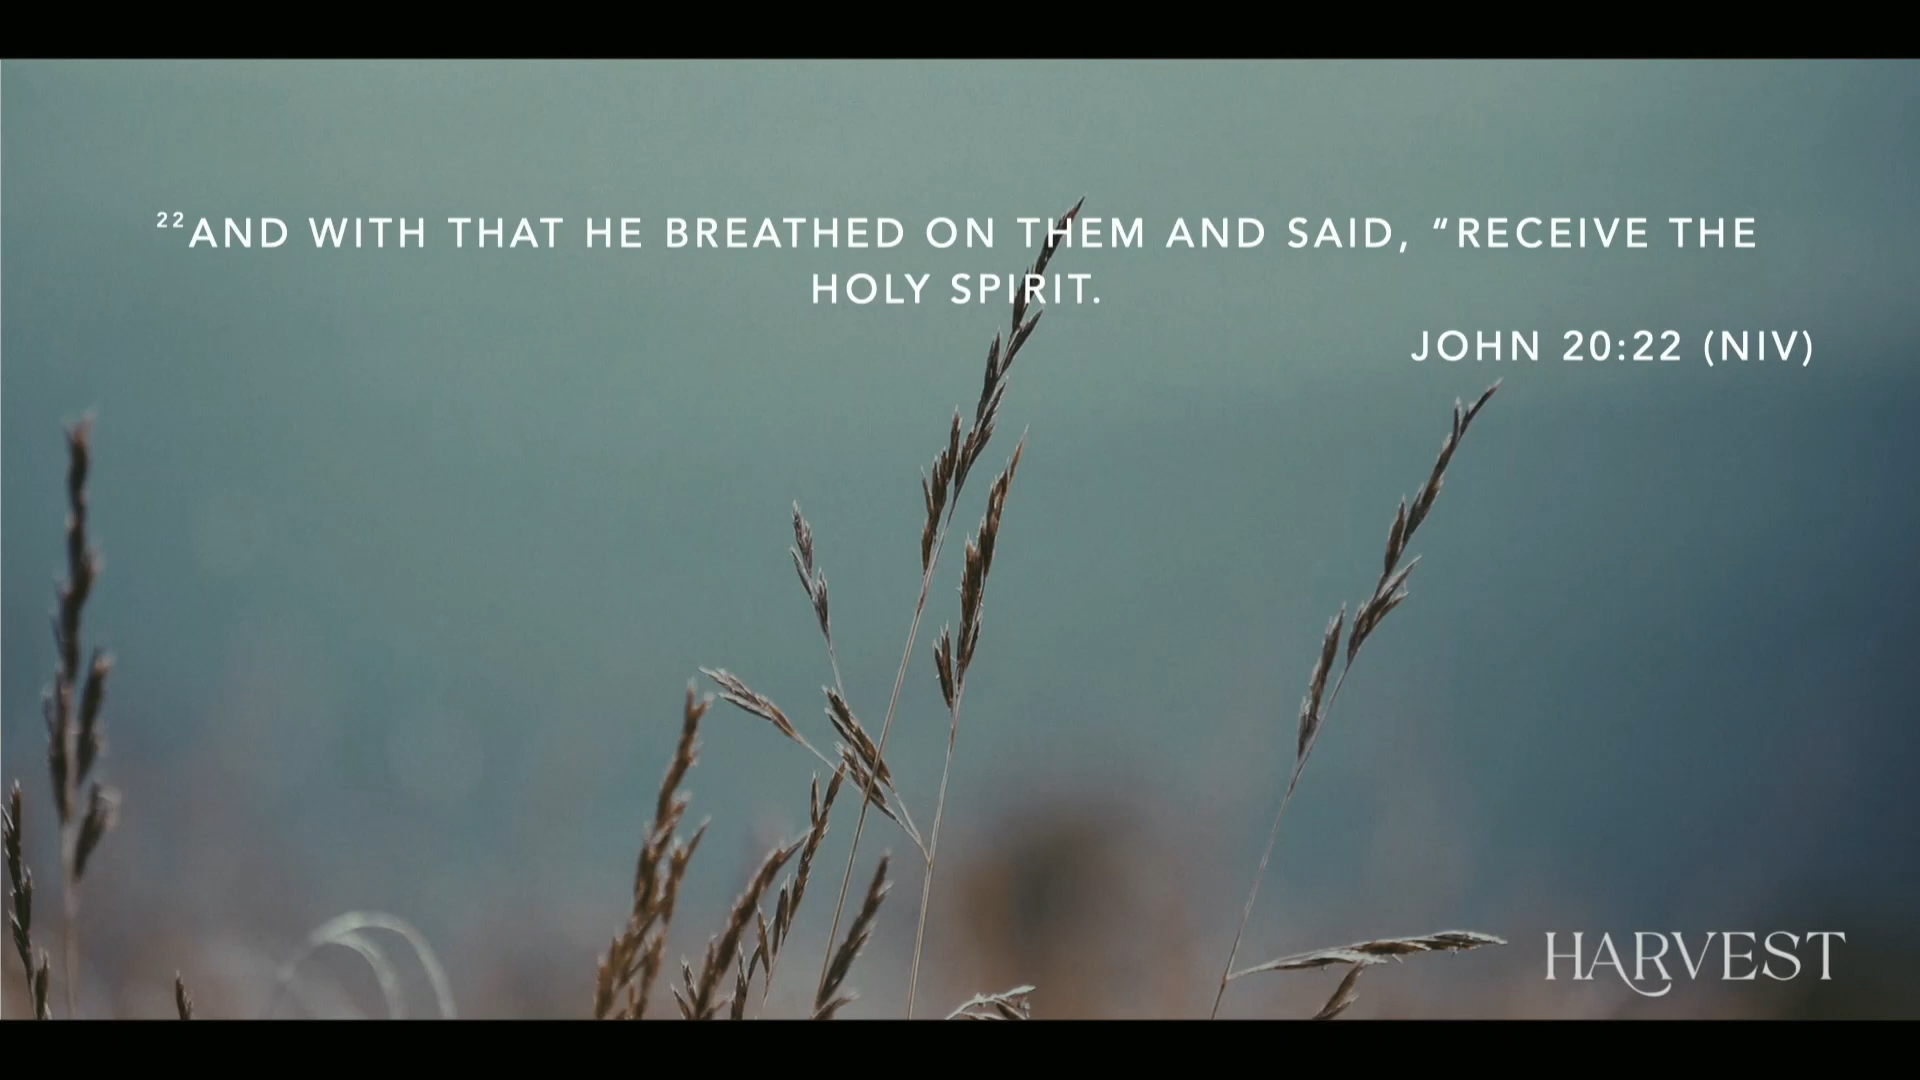 ²²AND WITH THAT HE BREATHED ON THEM AND SAID, “RECEIVE THE
HOLY SPIRIT.
JOHN 20:22 (NIV)
HARVEST